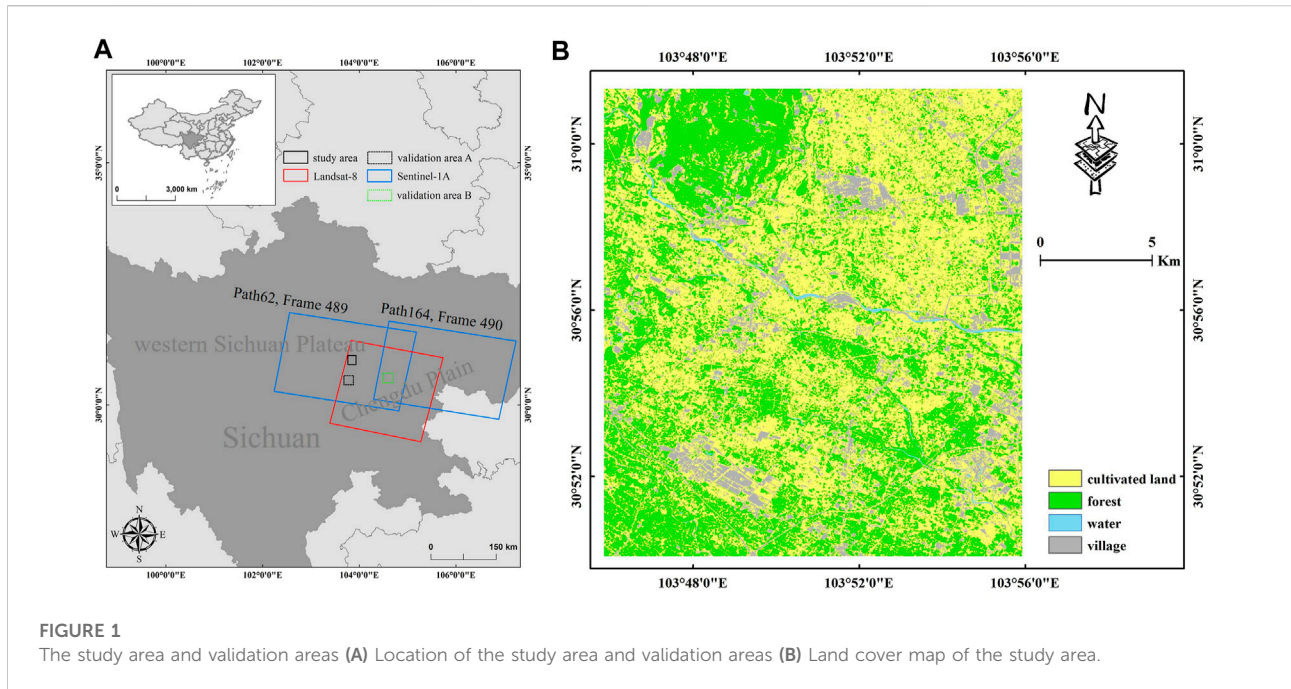 A
100°0'0"E 102°0'0"E 104°0'0"E 106°0'0"E
35°0'0"N
30°0'0"N
0 3,000 km
study area
validation area A
Landsat-8
Sentinel-1A
validation area B
35°0'0"N
30°0'0"N
Path62, Frame 489
Path164, Frame 490
western Sichuan Plateau
Chengdu Plain
Sichuan
N
W E
S
0 150 km
100°0'0"E 102°0'0"E 104°0'0"E 106°0'0"E
B
103°48'0"E 103°52'0"E 103°56'0"E
31°0'0"N
30°56'0"N
30°52'0"N
31°0'0"N
30°56'0"N
30°52'0"N
N
0 5
Km
cultivated land
forest
water
village
103°48'0"E 103°52'0"E 103°56'0"E
FIGURE 1
The study area and validation areas (A) Location of the study area and validation areas (B) Land cover map of the study area.